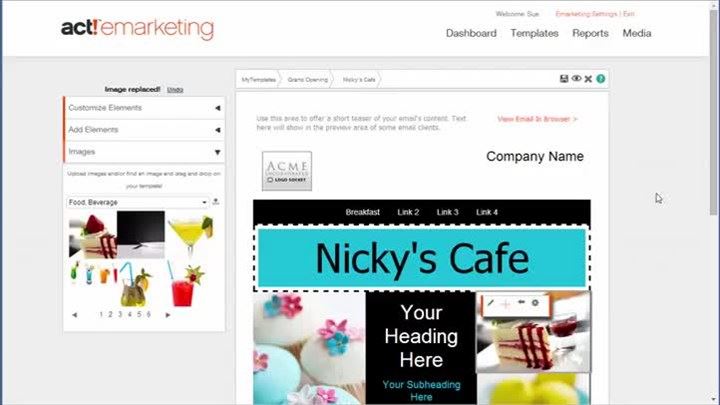 Welcome Sue
Emarketing Settings | Exit
act! emarketing
Dashboard
Templates
Reports
Media
Image replaced! Undo
Customize Elements
Add Elements
Images
Upload images and/or find an image and drag and drop on
your template!
Food, Beverage
1 2 3 4 5 6
MyTemplates
Grand Opening
Nicky's Cafe
Use this area to offer a short teaser of your email's content. Text
here will show in the preview area of some email clients.
View Email in Browser >
ACME
INCORPORATED
LOGO SOCKET
Company Name
Breakfast
Link 2
Link 3
Link 4
Nicky's Cafe
Your
Heading
Here
Your Subheading
Here